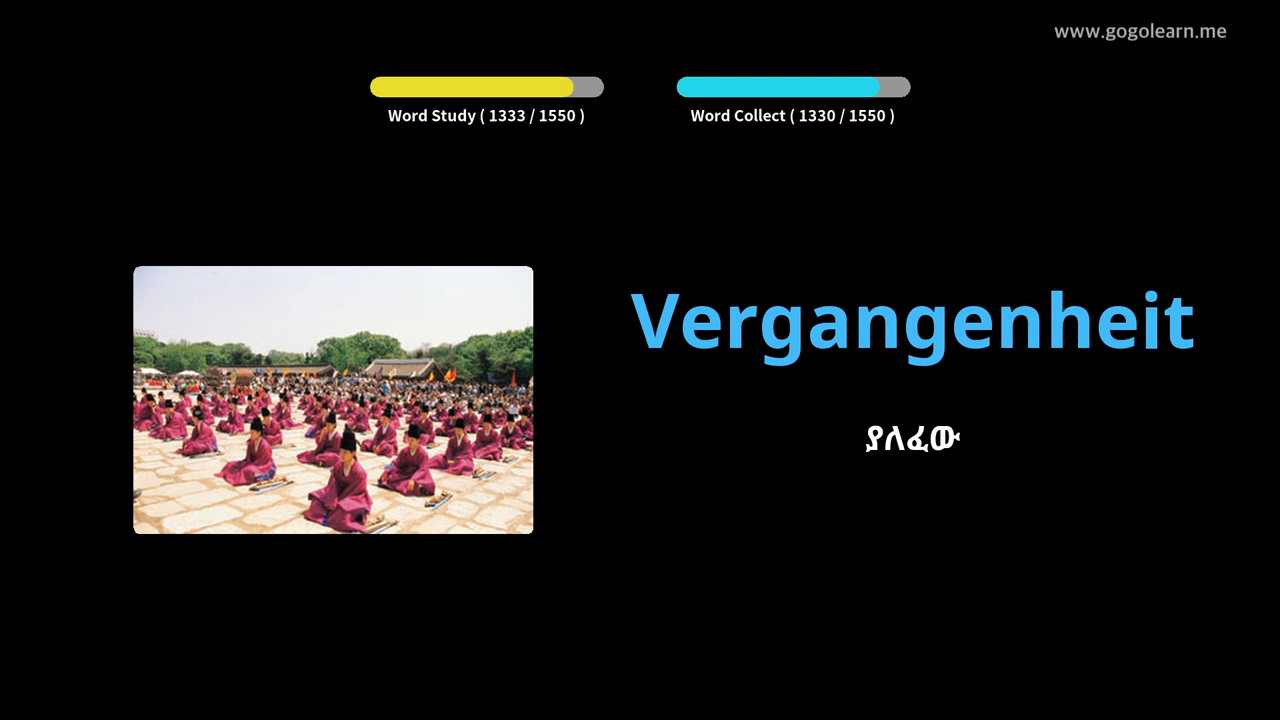 www.gogolearn.me
Word Study ( 1333 / 1550 )
Word Collect ( 1330 / 1550 )
Vergangenheit
ያለፈው